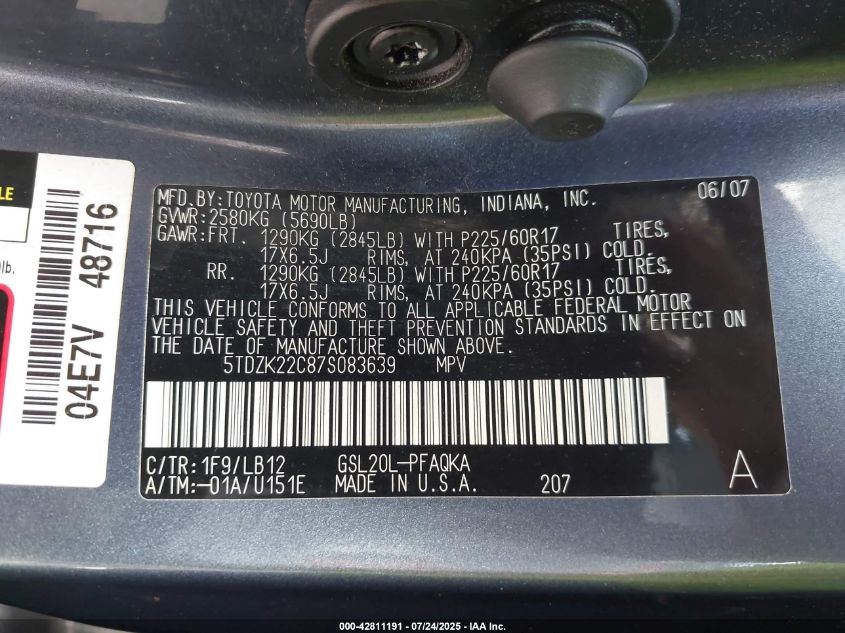 MFD.BY:TOYOTA MOTOR MANUFACTURING, INDIANA, INC. 06/07
GVWR:2580KG (5690LB)
GAWR:FRT. 1290KG (2845LB) WITH P225/60R17 TIRES,
17X6.5J RIMS, AT 240KPA (35PSI) COLD.
RR. 1290KG (2845LB) WITH P225/60R17 TIRES,
17X6.5J RIMS, AT 240KPA (35PSI) COLD.
THIS VEHICLE CONFORMS TO ALL APPLICABLE FEDERAL MOTOR
VEHICLE SAFETY AND THEFT PREVENTION STANDARDS IN EFFECT ON
THE DATE OF MANUFACTURE SHOWN ABOVE.
5TDZK22C87S083639 MPV
C/TR:1F9/LB12 GSL20L-PFAQKA
A/TM:-01A/U151E MADE IN U.S.A. 207 A
04E7V 48716
lb.
000-42811191 - 07/24/2025 - IAA Inc.